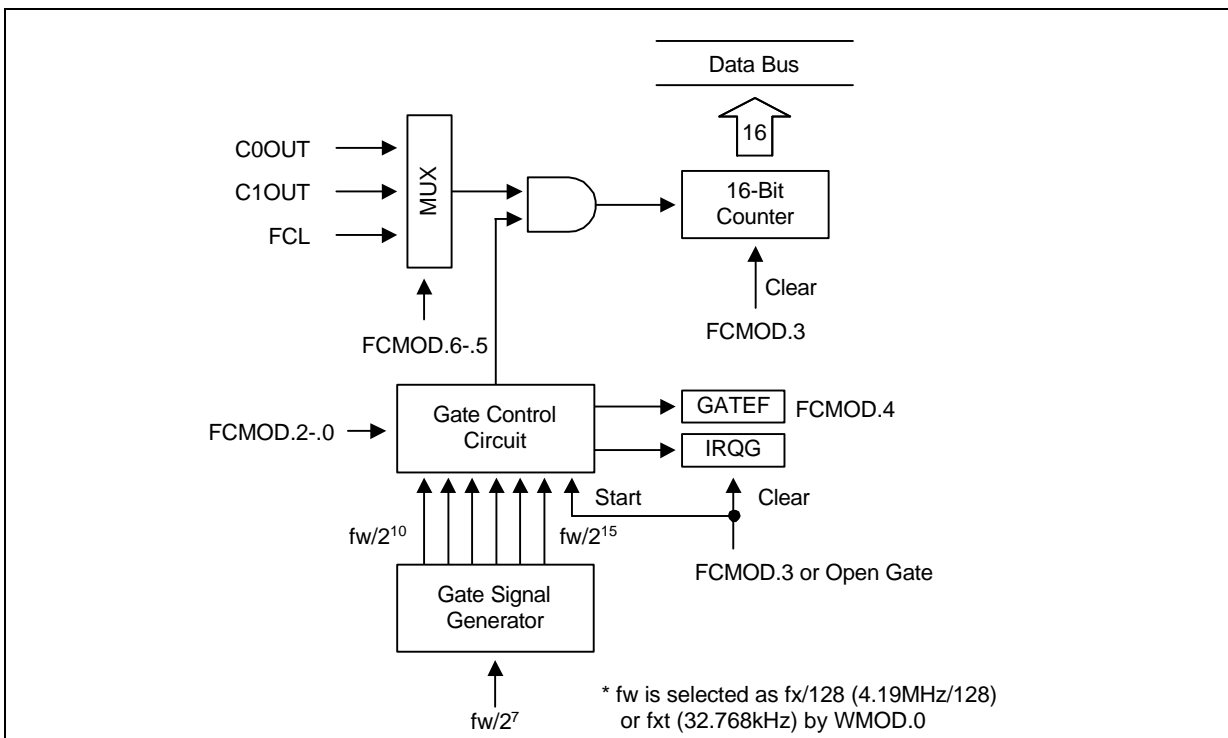 Data Bus
16
C0OUT
C1OUT
FCL
MUX
16-Bit
Counter
Clear
FCMOD.3
FCMOD.6-.5
FCMOD.2-.0
Gate Control
Circuit
GATEF
FCMOD.4
IRQG
Start
Clear
fw/2¹⁰
fw/2¹⁵
FCMOD.3 or Open Gate
Gate Signal
Generator
fw/2⁷
* fw is selected as fx/128 (4.19MHz/128)
or fxt (32.768kHz) by WMOD.0